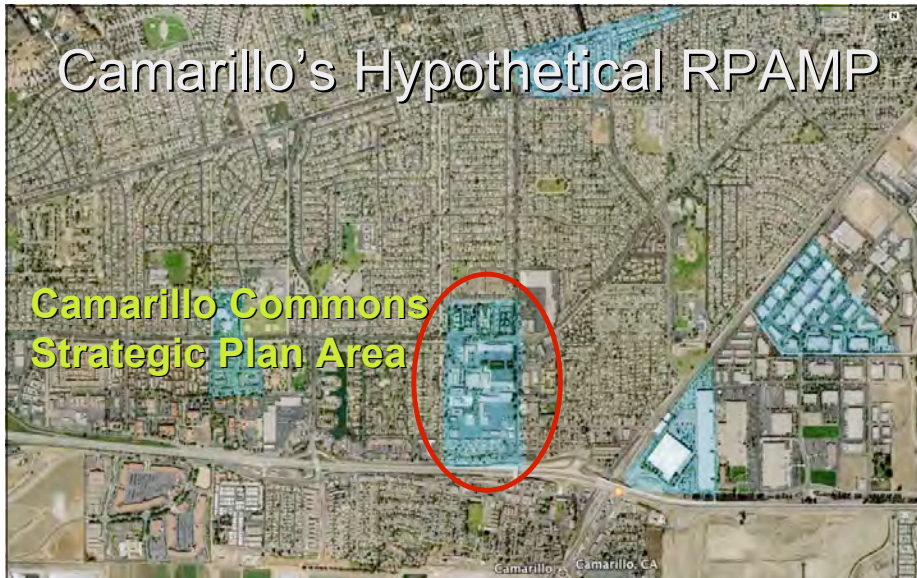 N
Camarillo's Hypothetical RPAMP
Camarillo Commons
Strategic Plan Area
Camarillo
Camarillo, CA